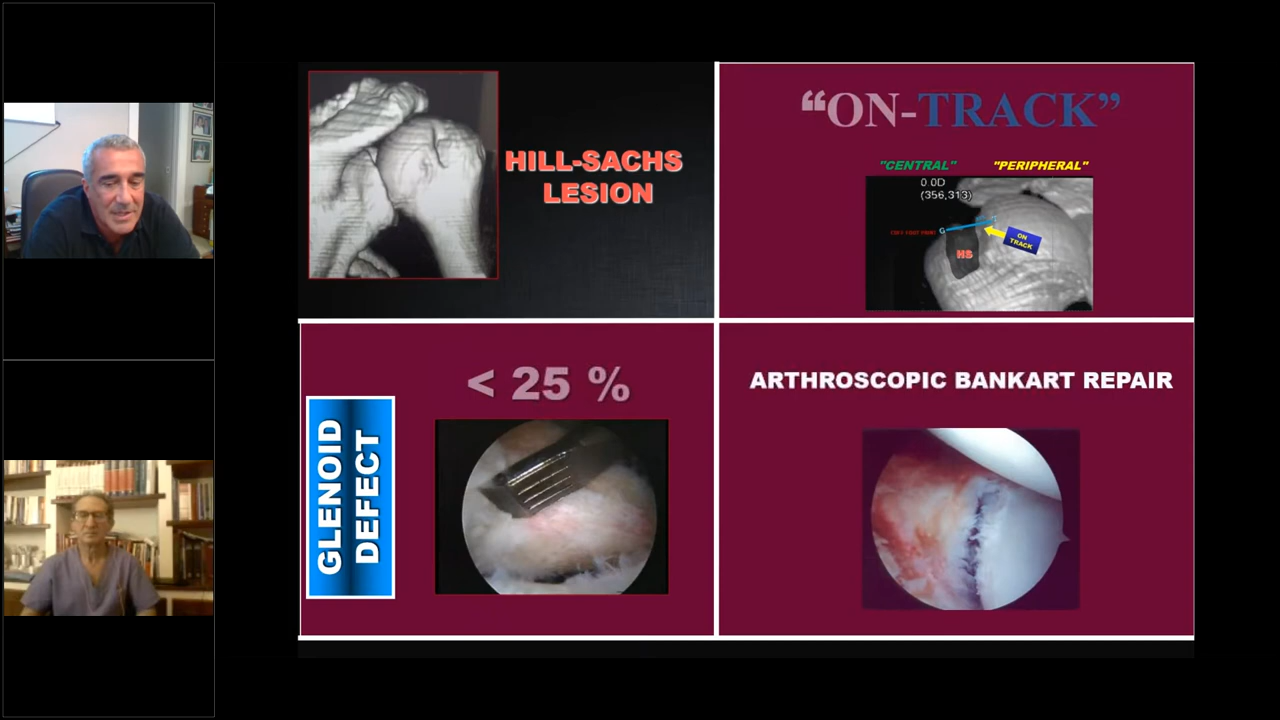 HILL-SACHS
LESION
“ON-TRACK”
"CENTRAL" "PERIPHERAL"
0.0D
(356,313)
G
ON
TRACK
HS
< 25 %
GLENOID
DEFECT
ARTHROSCOPIC BANKART REPAIR